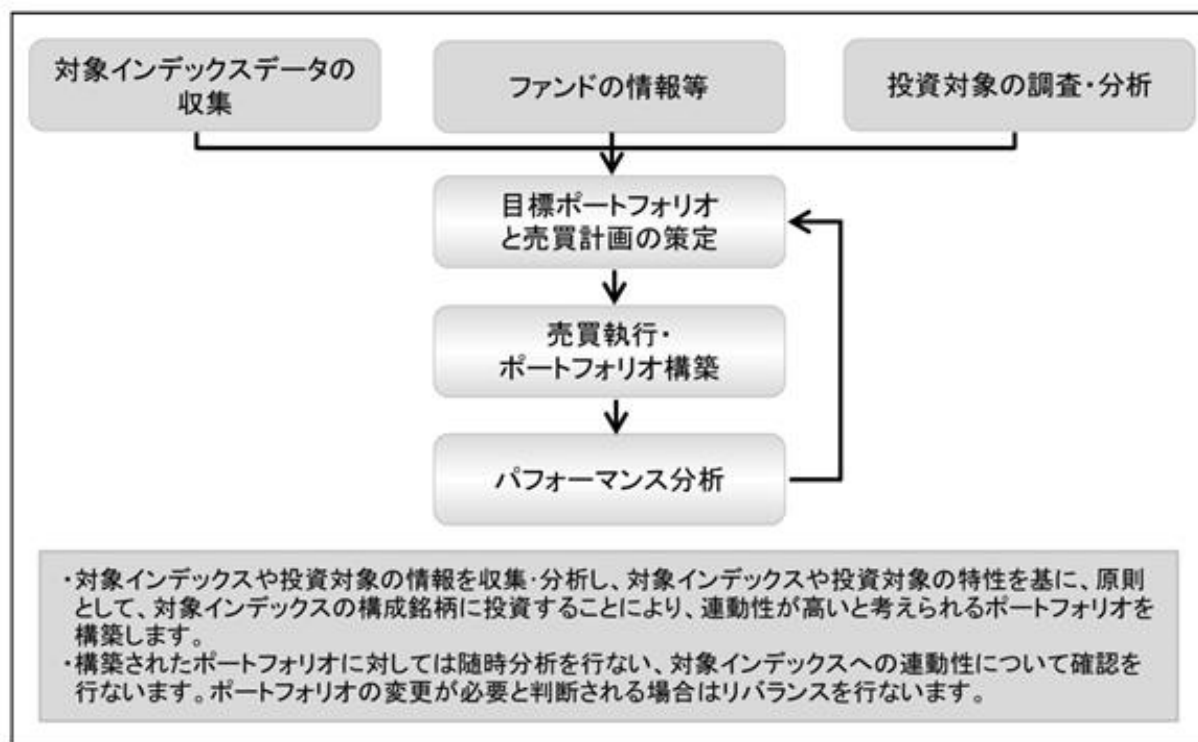 対象インデックスデータの
収集
ファンドの情報等
投資対象の調査・分析
目標ポートフォリオ
と売買計画の策定
売買執行・
ポートフォリオ構築
パフォーマンス分析
・対象インデックスや投資対象の情報を収集・分析し、対象インデックスや投資対象の特性を基に、原則
として、対象インデックスの構成銘柄に投資することにより、連動性が高いと考えられるポートフォリオを
構築します。
・構築されたポートフォリオに対しては随時分析を行ない、対象インデックスへの連動性について確認を
行ないます。ポートフォリオの変更が必要と判断される場合はリバランスを行ないます。